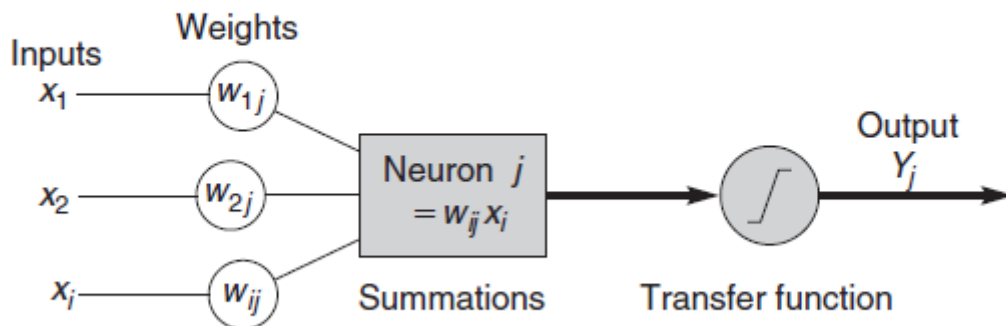 Weights
Inputs
x1 w1j
Output
Yj
Neuron j
= wij xi
x2 w2j
xi wij
Summations
Transfer function